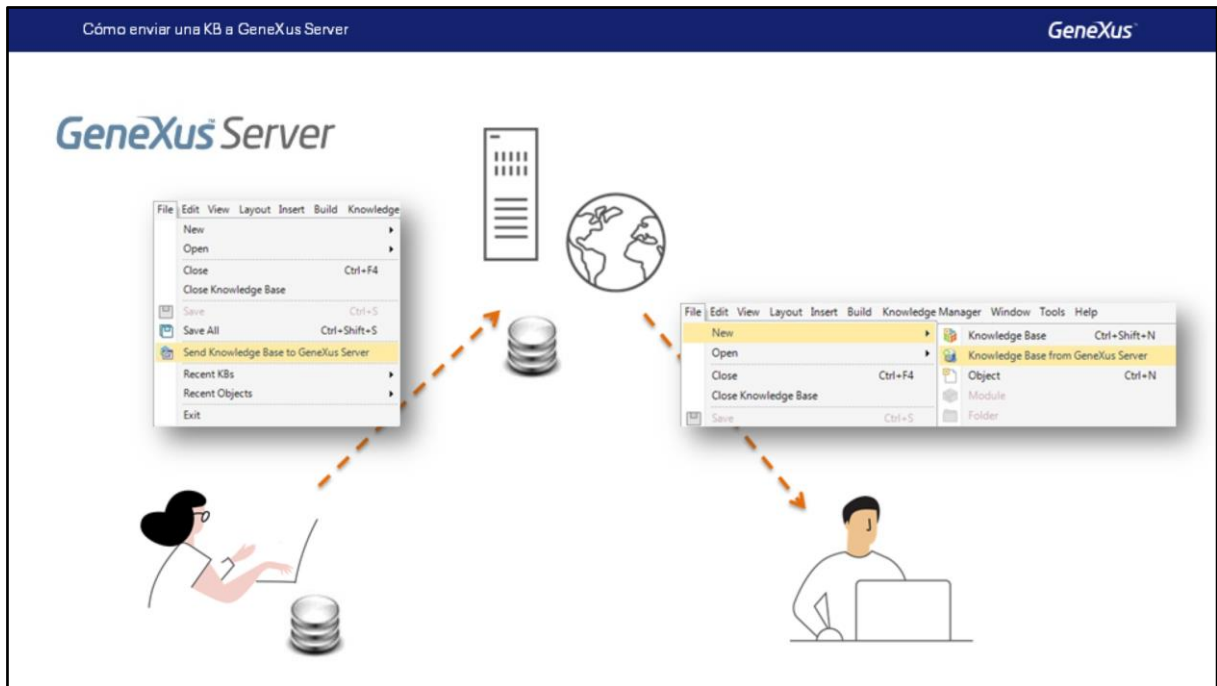 Cómo enviar una KB a GeneXus Server
GeneXus™
GeneXus™ Server
File Edit View Layout Insert Build Knowledge
New
Open
Close Ctrl+F4
Close Knowledge Base
Save Ctrl+S
Save All Ctrl+Shift+S
Send Knowledge Base to GeneXus Server
Recent KBs
Recent Objects
Exit
File Edit View Layout Insert Build Knowledge Manager Window Tools Help
New Knowledge Base Ctrl+Shift+N
Open Knowledge Base from GeneXus Server
Close Ctrl+F4 Object Ctrl+N
Close Knowledge Base Module
Save Ctrl+S Folder